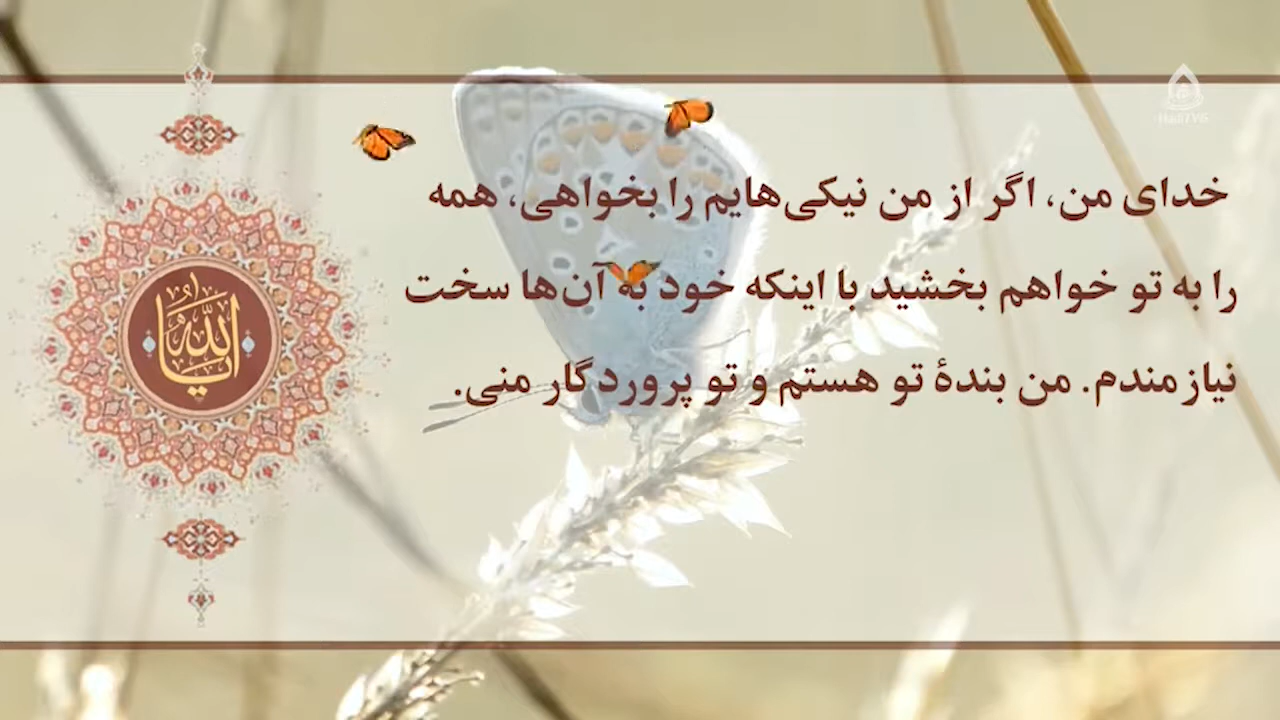 خدای من، اگر از من نیکی‌هایم را بخواهی، همه
را به تو خواهم بخشید با اینکه خود به آن‌ها سخت
نیازمندم. من بندهٔ تو هستم و تو پروردگار منی.